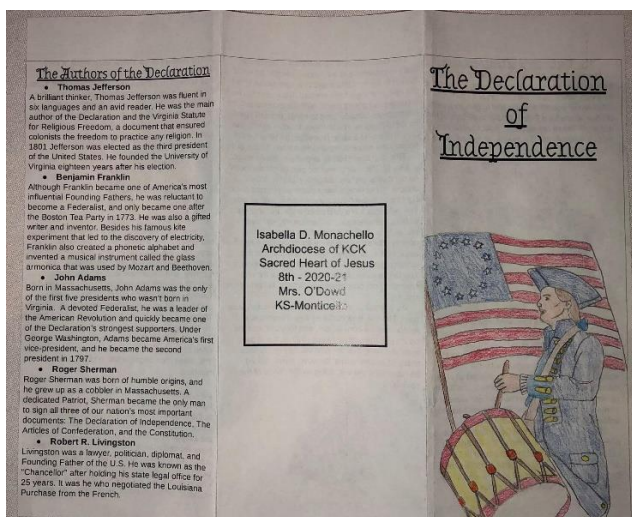 The Authors of the Declaration
• Thomas Jefferson
A brilliant thinker, Thomas Jefferson was fluent in
six languages and an avid reader. He was the main
author of the Declaration and the Virginia Statute
for Religious Freedom, a document that ensured
colonists the freedom to practice any religion. In
1801 Jefferson was elected as the third president
of the United States. He founded the University of
Virginia eighteen years after his election.
• Benjamin Franklin
Although Franklin became one of America's most
influential Founding Fathers, he was reluctant to
become a Federalist, and only became one after
the Boston Tea Party in 1773. He was also a gifted
writer and inventor. Besides his famous kite
experiment that led to the discovery of electricity,
Franklin also created a phonetic alphabet and
invented a musical instrument called the glass
armonica that was used by Mozart and Beethoven.
• John Adams
Born in Massachusetts, John Adams was the only
of the first five presidents who wasn't born in
Virginia. A devoted Federalist, he was a leader of
the American Revolution and quickly became one
of the Declaration's strongest supporters. Under
George Washington, Adams became America's first
vice-president, and he became the second
president in 1797.
• Roger Sherman
Roger Sherman was born of humble origins, and
he grew up as a cobbler in Massachusetts. A
dedicated Patriot, Sherman became the only man
to sign all three of our nation's most important
documents: The Declaration of Independence, The
Articles of Confederation, and the Constitution.
• Robert R. Livingston
Livingston was a lawyer, politician, diplomat, and
Founding Father of the U.S. He was known as the
"Chancellor" after holding his state legal office for
25 years. It was he who negotiated the Louisiana
Purchase from the French.
Isabella D. Monachello
Archdiocese of KCK
Sacred Heart of Jesus
8th - 2020-21
Mrs. O'Dowd
KS-Monticello
The Declaration
of
Independence